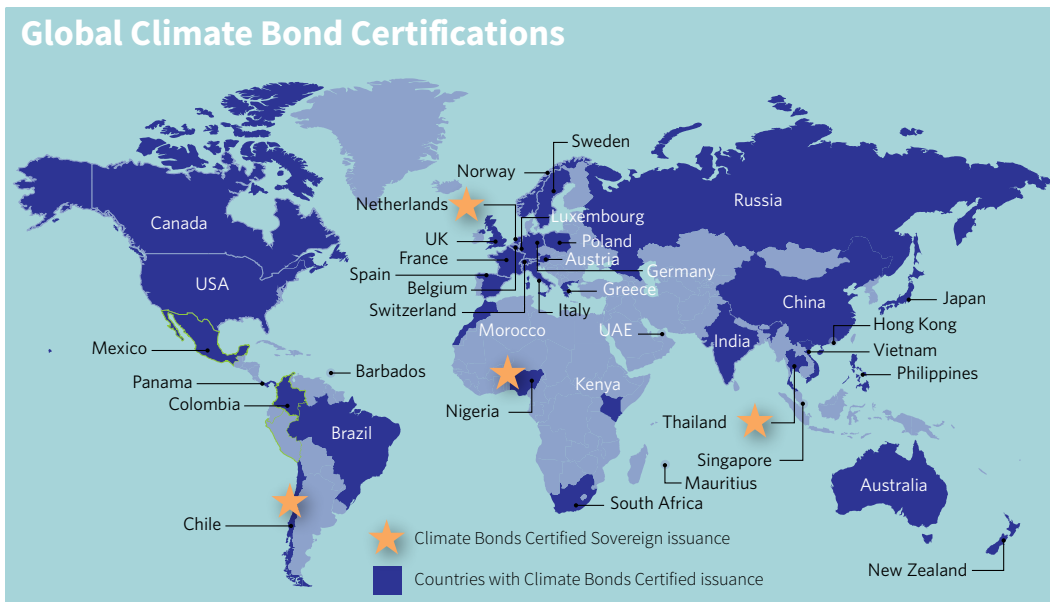 Global Climate Bond Certifications
Sweden
Norway
Netherlands
Luxembourg
Russia
Canada
UK
Poland
France
Austria
Spain
Germany
USA
Belgium
Greece
China
Japan
Switzerland
Italy
Hong Kong
Morocco
UAE
India
Mexico
Vietnam
Barbados
Philippines
Panama
Kenya
Colombia
Nigeria
Thailand
Brazil
Singapore
Mauritius
Australia
South Africa
Chile
Climate Bonds Certified Sovereign issuance
New Zealand
Countries with Climate Bonds Certified issuance